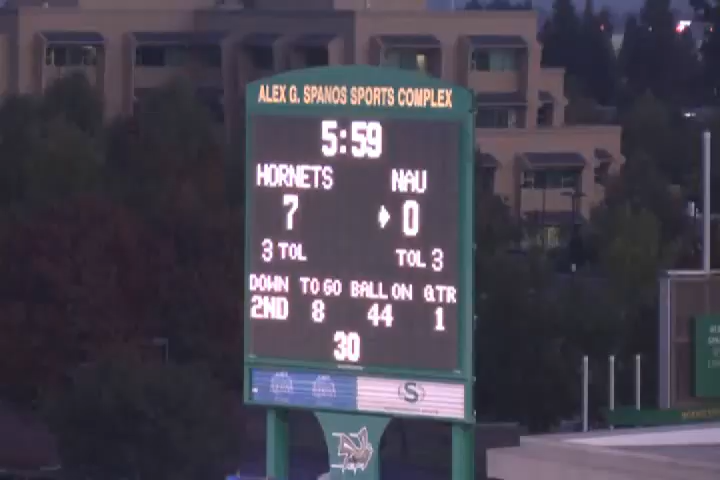 ALEX G. SPANOS SPORTS COMPLEX
5:59
HORNETS NAU
7 0
3 TOL TOL 3
DOWN TO GO BALL ON QTR
2ND 8 44 1
30
S